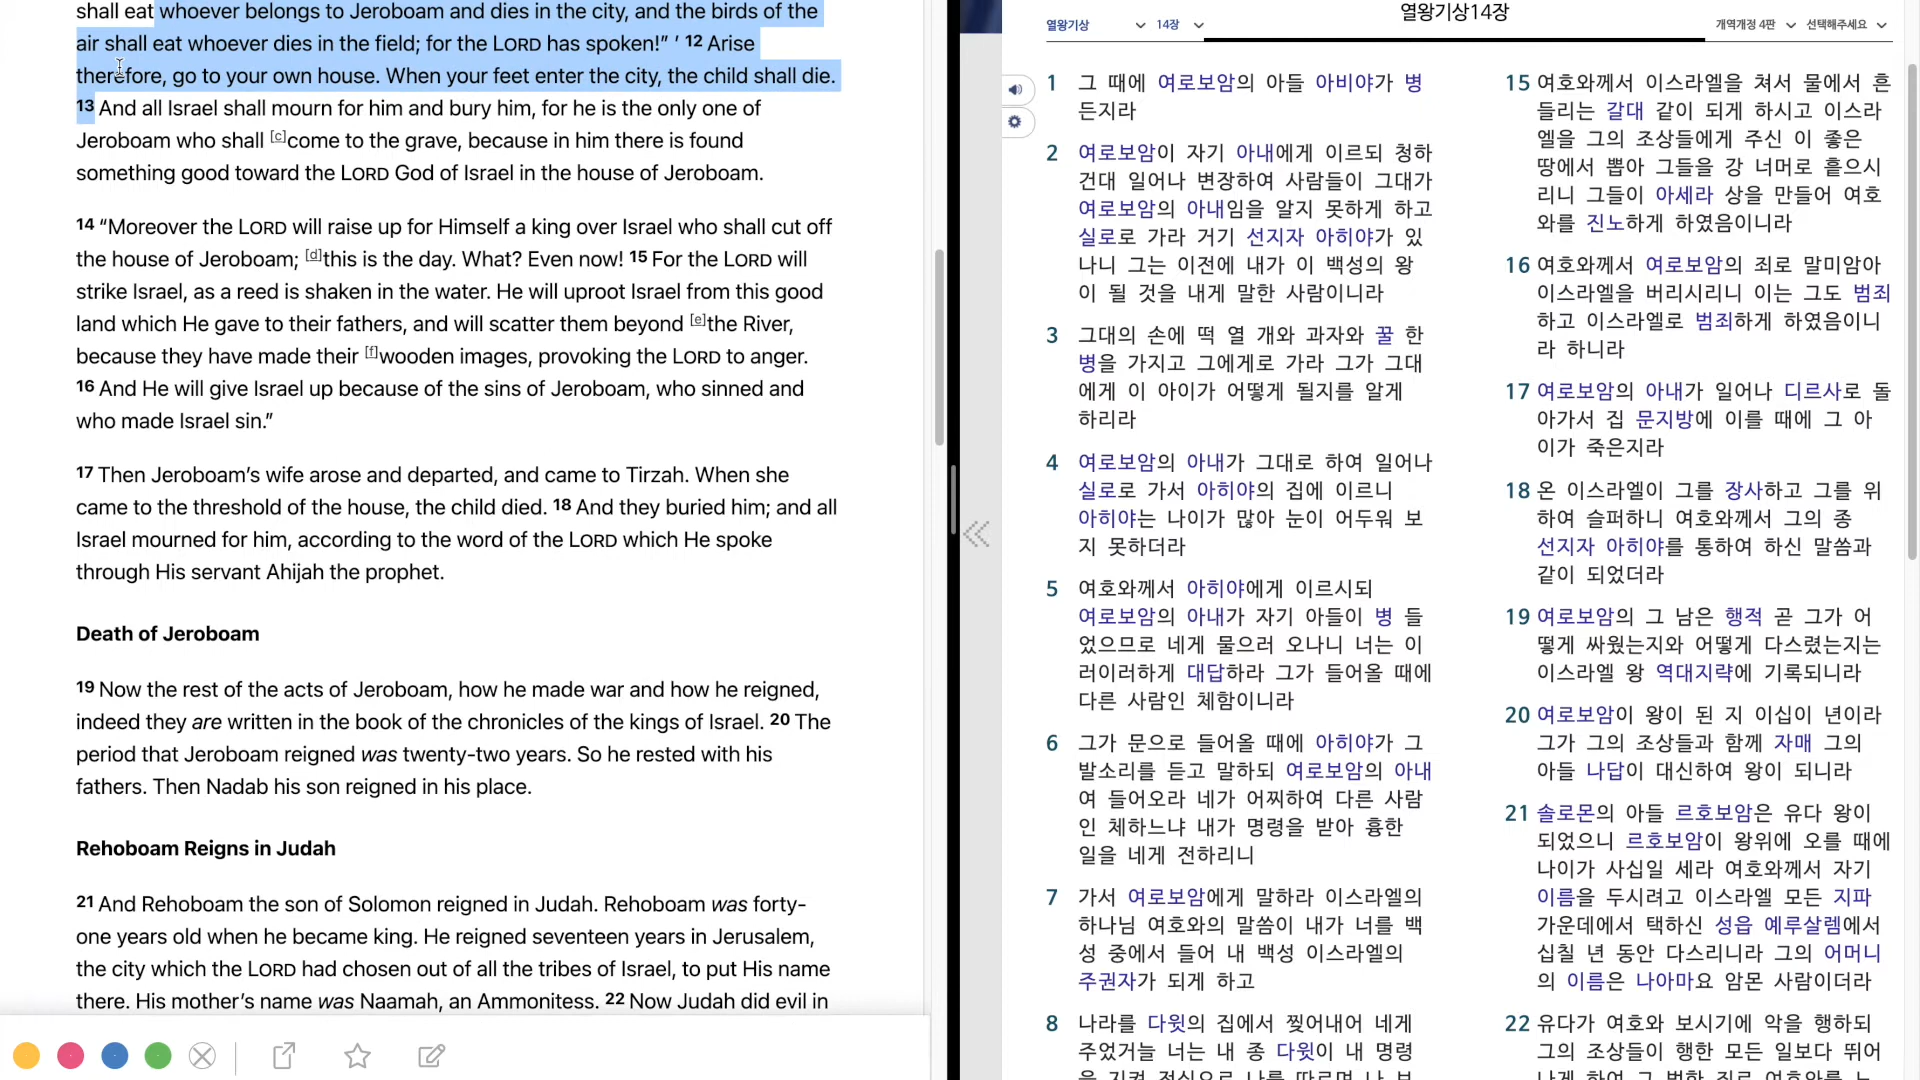 shall eat whoever belongs to Jeroboam and dies in the city, and the birds of the
air shall eat whoever dies in the field; for the LORD has spoken!” ’ 12 Arise
therefore, go to your own house. When your feet enter the city, the child shall die.
13 And all Israel shall mourn for him and bury him, for he is the only one of
Jeroboam who shall [c]come to the grave, because in him there is found
something good toward the LORD God of Israel in the house of Jeroboam.
14 “Moreover the LORD will raise up for Himself a king over Israel who shall cut off
the house of Jeroboam; [d]this is the day. What? Even now! 15 For the LORD will
strike Israel, as a reed is shaken in the water. He will uproot Israel from this good
land which He gave to their fathers, and will scatter them beyond [e]the River,
because they have made their [f]wooden images, provoking the LORD to anger.
16 And He will give Israel up because of the sins of Jeroboam, who sinned and
who made Israel sin.”
17 Then Jeroboam’s wife arose and departed, and came to Tirzah. When she
came to the threshold of the house, the child died. 18 And they buried him; and all
Israel mourned for him, according to the word of the LORD which He spoke
through His servant Ahijah the prophet.
Death of Jeroboam
19 Now the rest of the acts of Jeroboam, how he made war and how he reigned,
indeed they are written in the book of the chronicles of the kings of Israel. 20 The
period that Jeroboam reigned was twenty-two years. So he rested with his
fathers. Then Nadab his son reigned in his place.
Rehoboam Reigns in Judah
21 And Rehoboam the son of Solomon reigned in Judah. Rehoboam was forty-
one years old when he became king. He reigned seventeen years in Jerusalem,
the city which the LORD had chosen out of all the tribes of Israel, to put His name
there. His mother’s name was Naamah, an Ammonitess. 22 Now Judah did evil in
열왕기상 14장 열왕기상14장 개역개정 4판 선택해주세요
1 그 때에 여로보암의 아들 아비야가 병
든지라
2 여로보암이 자기 아내에게 이르되 청하
건대 일어나 변장하여 사람들이 그대가
여로보암의 아내임을 알지 못하게 하고
실로로 가라 거기 선지자 아히야가 있
나니 그는 이전에 내가 이 백성의 왕
이 될 것을 내게 말한 사람이니라
3 그대의 손에 떡 열 개와 과자와 꿀 한
병을 가지고 그에게로 가라 그가 그대
에게 이 아이가 어떻게 될지를 알게
하리라
4 여로보암의 아내가 그대로 하여 일어나
실로로 가서 아히야의 집에 이르니
아히야는 나이가 많아 눈이 어두워 보
지 못하더라
5 여호와께서 아히야에게 이르시되
여로보암의 아내가 자기 아들이 병 들
었으므로 네게 물으러 오나니 너는 이
러이러하게 대답하라 그가 들어올 때에
다른 사람인 체함이니라
6 그가 문으로 들어올 때에 아히야가 그
발소리를 듣고 말하되 여로보암의 아내
여 들어오라 네가 어찌하여 다른 사람
인 체하느냐 내가 명령을 받아 흉한
일을 네게 전하리니
7 가서 여로보암에게 말하라 이스라엘의
하나님 여호와의 말씀이 내가 너를 백
성 중에서 들어 내 백성 이스라엘의
주권자가 되게 하고
8 나라를 다윗의 집에서 찢어내어 네게
주었거늘 너는 내 종 다윗이 내 명령
을 지켜 전심으로 나를 따르며 나 보
15 여호와께서 이스라엘을 쳐서 물에서 흔
들리는 갈대 같이 되게 하시고 이스라
엘을 그의 조상들에게 주신 이 좋은
땅에서 뽑아 그들을 강 너머로 흩으시
리니 그들이 아세라 상을 만들어 여호
와를 진노하게 하였음이니라
16 여호와께서 여로보암의 죄로 말미암아
이스라엘을 버리시리니 이는 그도 범죄
하고 이스라엘로 범죄하게 하였음이니
라 하니라
17 여로보암의 아내가 일어나 디르사로 돌
아가서 집 문지방에 이를 때에 그 아
이가 죽은지라
18 온 이스라엘이 그를 장사하고 그를 위
하여 슬퍼하니 여호와께서 그의 종
선지자 아히야를 통하여 하신 말씀과
같이 되었더라
19 여로보암의 그 남은 행적 곧 그가 어
떻게 싸웠는지와 어떻게 다스렸는지는
이스라엘 왕 역대지략에 기록되니라
20 여로보암이 왕이 된 지 이십이 년이라
그가 그의 조상들과 함께 자매 그의
아들 나답이 대신하여 왕이 되니라
21 솔로몬의 아들 르호보암은 유다 왕이
되었으니 르호보암이 왕위에 오를 때에
나이가 사십일 세라 여호와께서 자기
이름을 두시려고 이스라엘 모든 지파
가운데에서 택하신 성읍 예루살렘에서
십칠 년 동안 다스리니라 그의 어머니
의 이름은 나아마요 암몬 사람이더라
22 유다가 여호와 보시기에 악을 행하되
그의 조상들이 행한 모든 일보다 뛰어
나게 하여 그 범한 죄로 여호와를 노